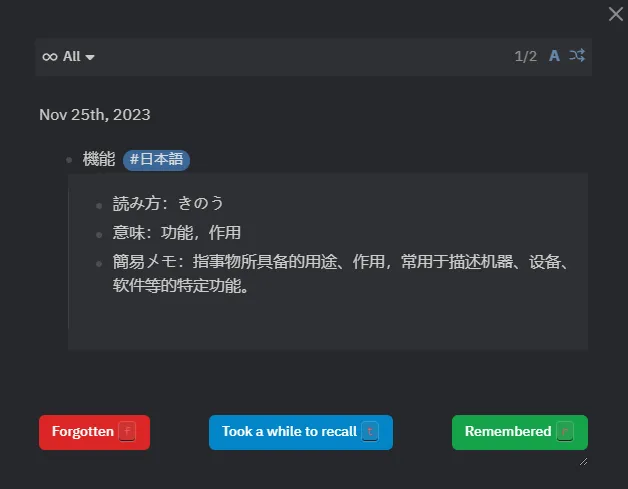 ∞ All
1/2 A
Nov 25th, 2023
機能 #日本語
読み方：きのう
意味：功能，作用
簡易メモ：指事物所具备的用途、作用，常用于描述机器、设备、
软件等的特定功能。
Forgotten f Took a while to recall t Remembered r